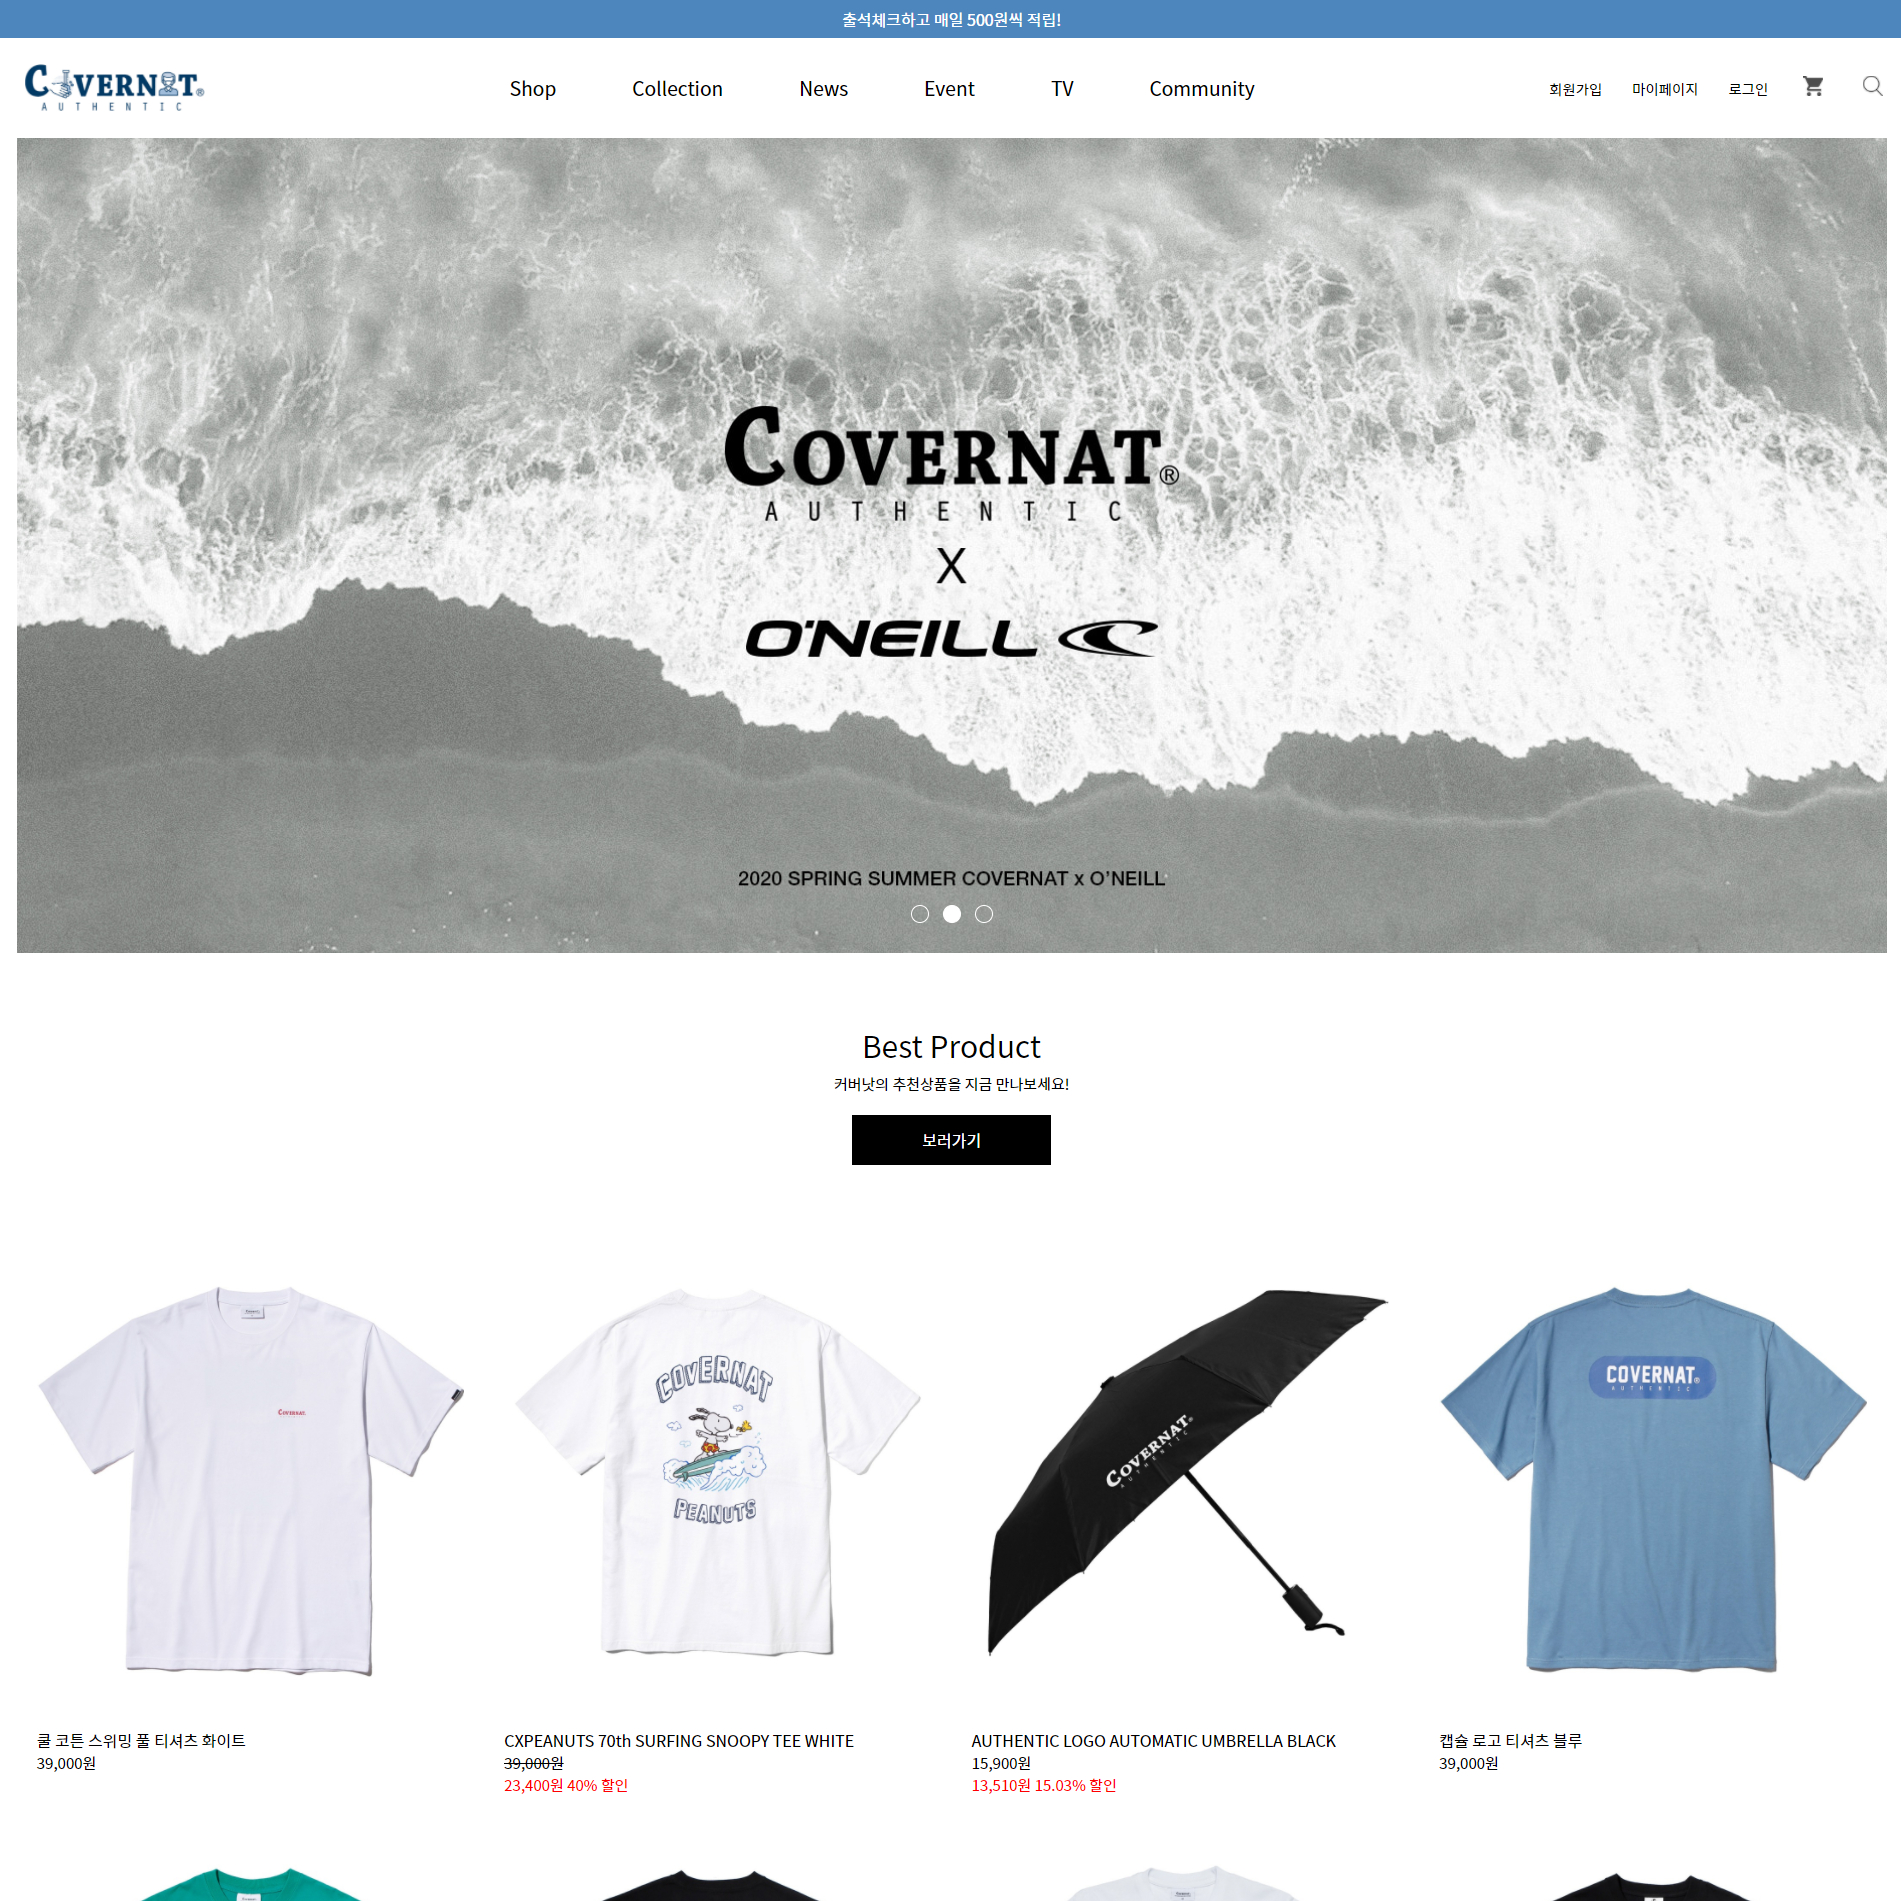 출석체크하고 매일 500원씩 적립!
COVERNAT®
AUTHENTIC
Shop Collection News Event TV Community
회원가입 마이페이지 로그인
COVERNAT®
AUTHENTIC
X
O'NEILL
2020 SPRING SUMMER COVERNAT x O'NEILL
Best Product
커버낫의 추천상품을 지금 만나보세요!
보러가기
COVERNAT
COVERNAT
PEANUTS
COVERNAT®
AUTHENTIC
COVERNAT®
AUTHENTIC
쿨 코튼 스위밍 풀 티셔츠 화이트
39,000원
CXPEANUTS 70th SURFING SNOOPY TEE WHITE
39,000원
23,400원 40% 할인
AUTHENTIC LOGO AUTOMATIC UMBRELLA BLACK
15,900원
13,510원 15.03% 할인
캡슐 로고 티셔츠 블루
39,000원